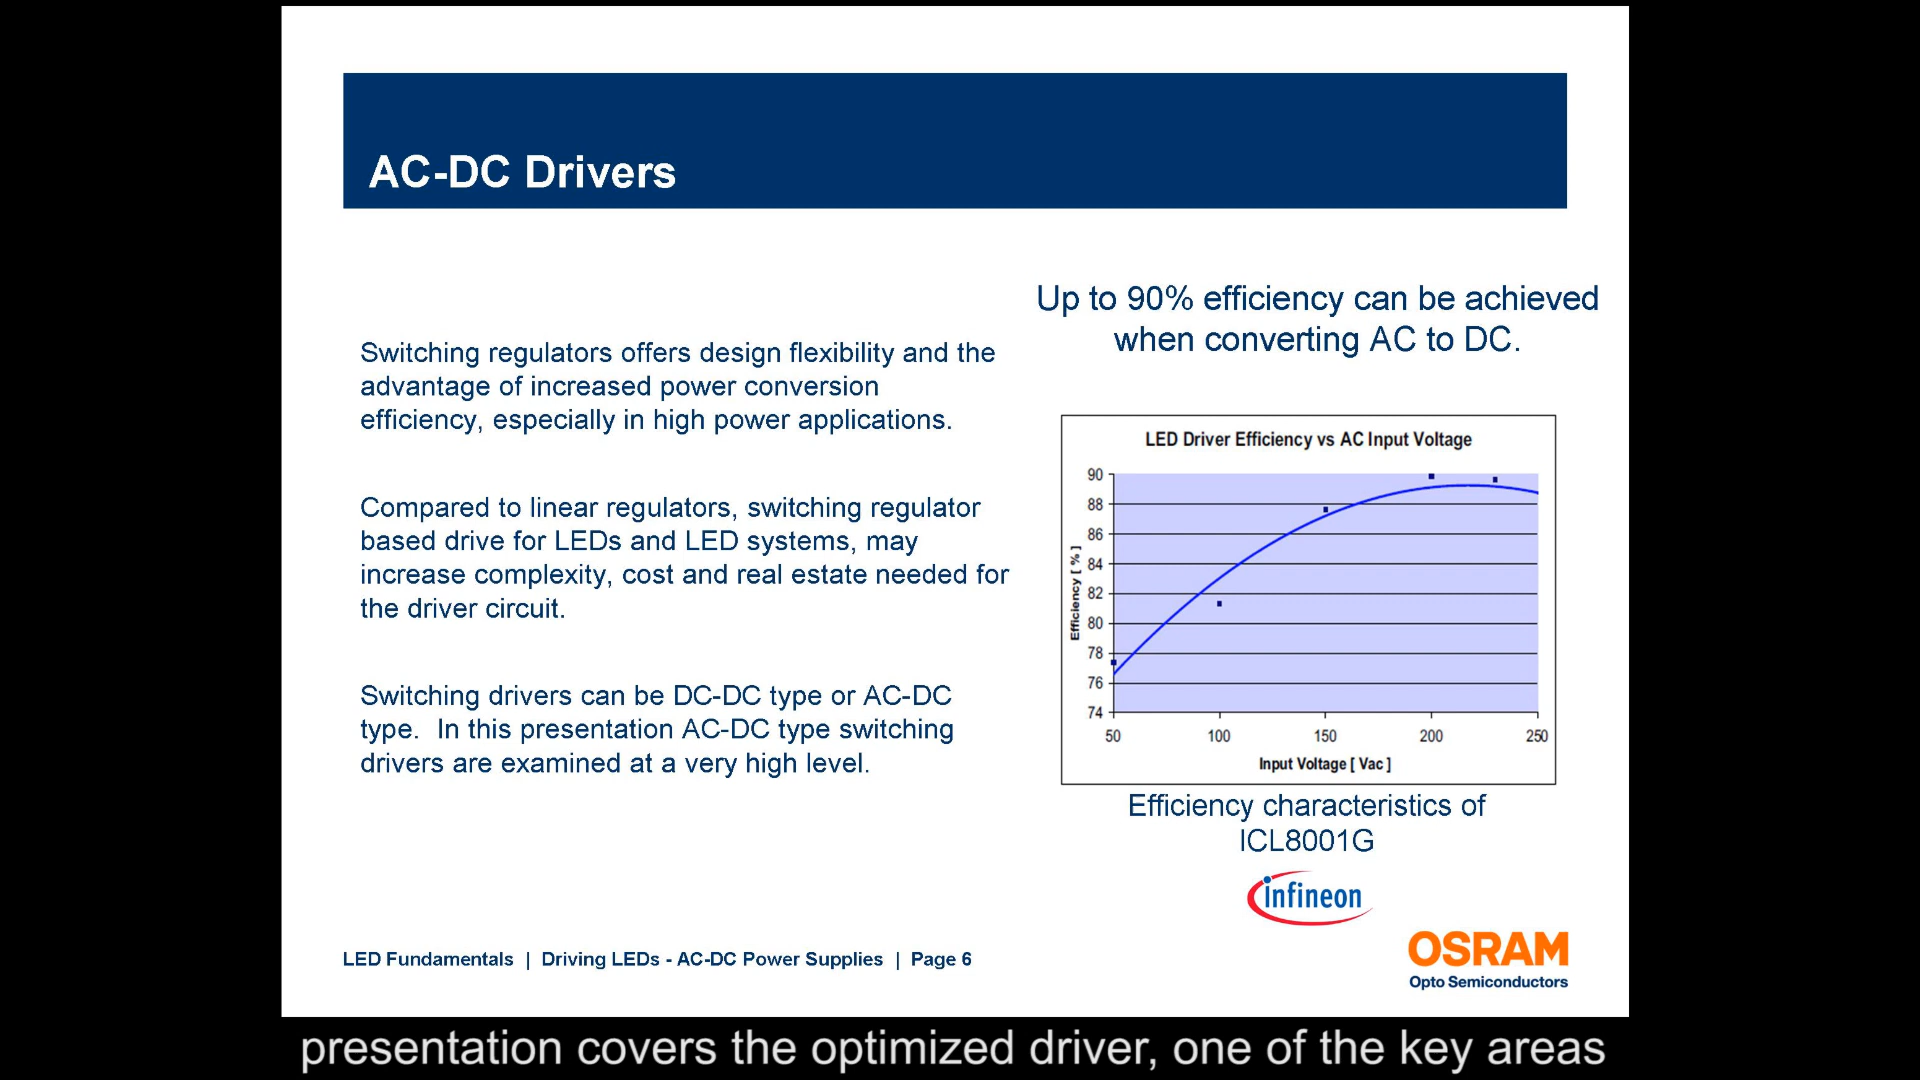 AC-DC Drivers
Switching regulators offers design flexibility and the
advantage of increased power conversion
efficiency, especially in high power applications.
Compared to linear regulators, switching regulator
based drive for LEDs and LED systems, may
increase complexity, cost and real estate needed for
the driver circuit.
Switching drivers can be DC-DC type or AC-DC
type.  In this presentation AC-DC type switching
drivers are examined at a very high level.
Up to 90% efficiency can be achieved
when converting AC to DC.
LED Driver Efficiency vs AC Input Voltage
Efficiency [ % ]
90
88
86
84
82
80
78
76
74
50 100 150 200 250
Input Voltage [ Vac ]
Efficiency characteristics of
ICL8001G
infineon
LED Fundamentals | Driving LEDs - AC-DC Power Supplies | Page 6
OSRAM
Opto Semiconductors
presentation covers the optimized driver, one of the key areas